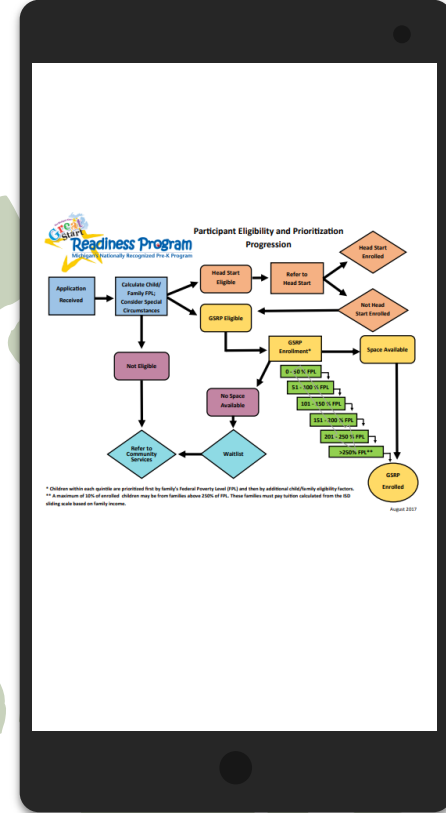 Great
Start
Readiness Program
Michigan's Nationally Recognized Pre-K Program
Participant Eligibility and Prioritization
Progression
Application
Received
Calculate Child/
Family FPL;
Consider Special
Circumstances
Head Start
Eligible
Refer to
Head Start
Head Start
Enrolled
Not Head
Start Enrolled
GSRP Eligible
GSRP
Enrollment*
Space Available
Not Eligible
No Space
Available
0 - 50 % FPL
51 - 100 % FPL
101 - 150 % FPL
151 - 200 % FPL
201 - 250 % FPL
>250% FPL**
Refer to
Community
Services
Waitlist
GSRP
Enrolled
* Children within each quintile are prioritized first by family's Federal Poverty Level (FPL) and then by additional child/family eligibility factors.
** A maximum of 10% of enrolled children may be from families above 250% of FPL. These families must pay tuition calculated from the ISD
sliding scale based on family income.
August 2017